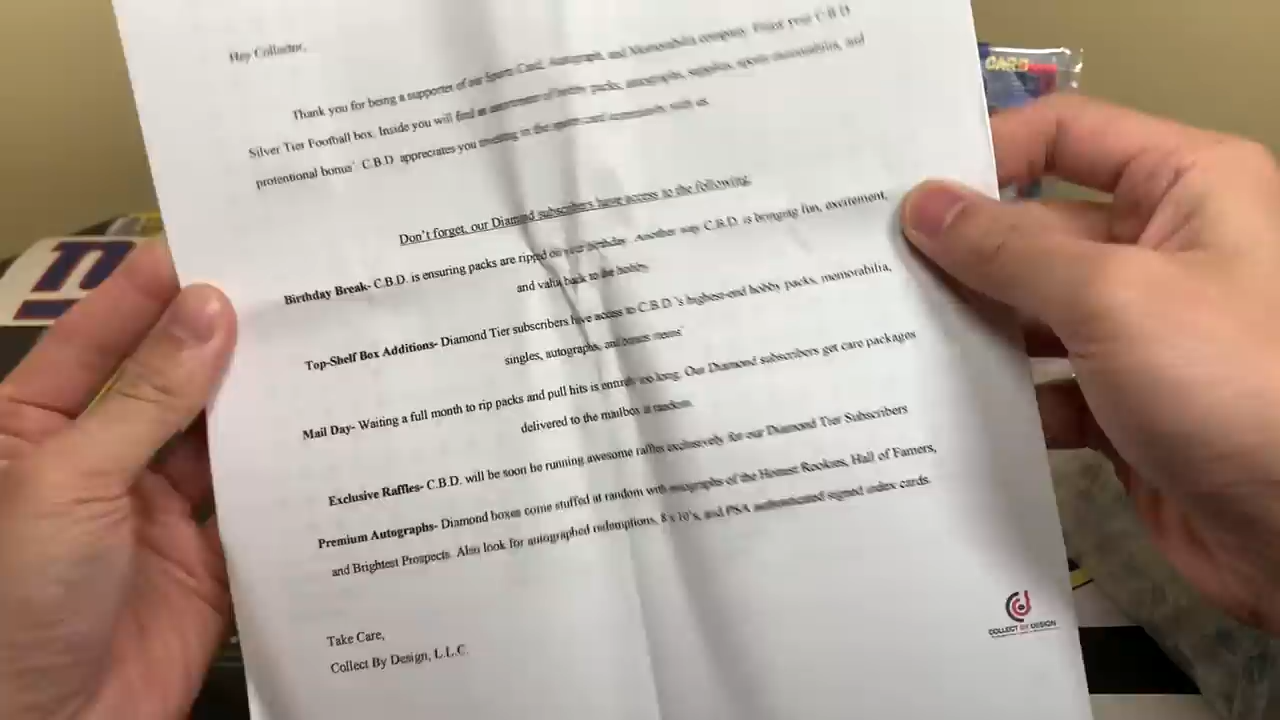 Hey Collector,
Thank you for being a supporter of our Sports Card, Autograph, and Memorabilia company. Enjoy your C.B.D
Silver Tier Football box. Inside you will find an assortment of hobby packs, autographs, supplies, sports memorabilia, and
protentional bonus' C.B.D appreciates you investing in the sports card community with us.
Don't forget, our Diamond subscribers have access to the following.
Birthday Break- C.B.D. is ensuring packs are ripped on your birthday. Another way C.B.D. is bringing fun, excitement,
and value back to the hobby.
Top-Shelf Box Additions- Diamond Tier subscribers have access to C.B.D.'s highest-end hobby packs, memorabilia,
singles, autographs, and bonus items!
Mail Day- Waiting a full month to rip packs and pull hits is entirely too long. Our Diamond subscribers get care packages
delivered to the mailbox at random.
Exclusive Raffles- C.B.D. will be soon be running awesome raffles exclusively for our Diamond Tier Subscribers
Premium Autographs- Diamond boxes come stuffed at random with autographs of the Hottest Rookies, Hall of Famers,
and Brightest Prospects. Also look for autographed redemptions, 8x10's, and PSA authenticated signed index cards.
Take Care,
Collect By Design, L.L.C.
COLLECT BY DESIGN
CARD
n